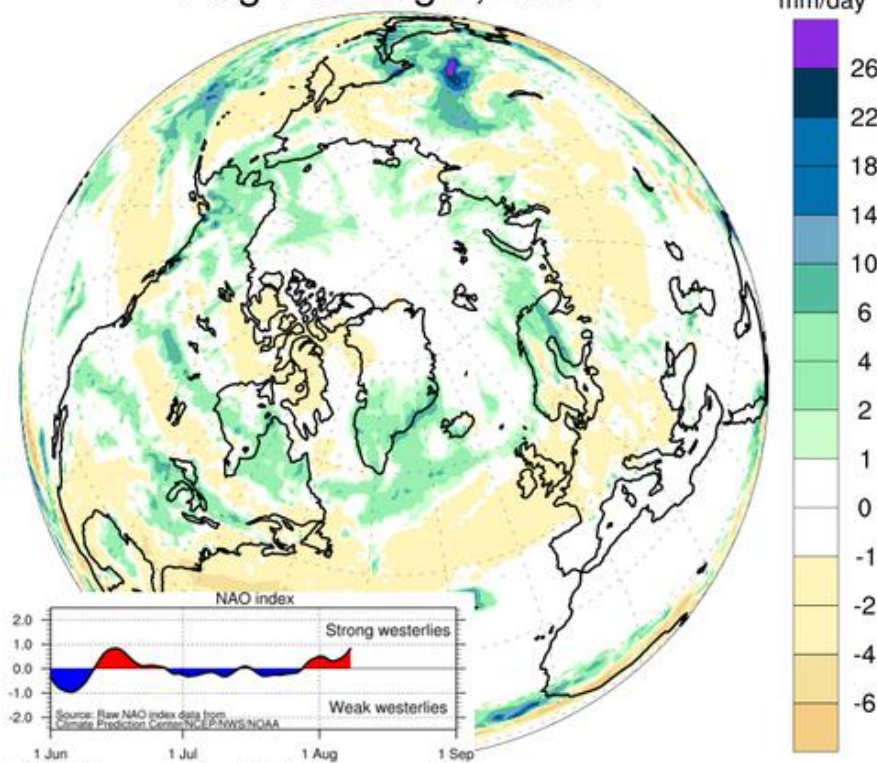 mm/day
26
22
18
14
10
6
4
2
1
0
-1
-2
-4
-6
NAO index
2.0
1.0
0.0
-1.0
-2.0
Strong westerlies
Weak westerlies
Source: Raw NAO index data from
Climate Prediction Center/NCEP/NWS/NOAA
1 Jun
1 Jul
1 Aug
1 Sep